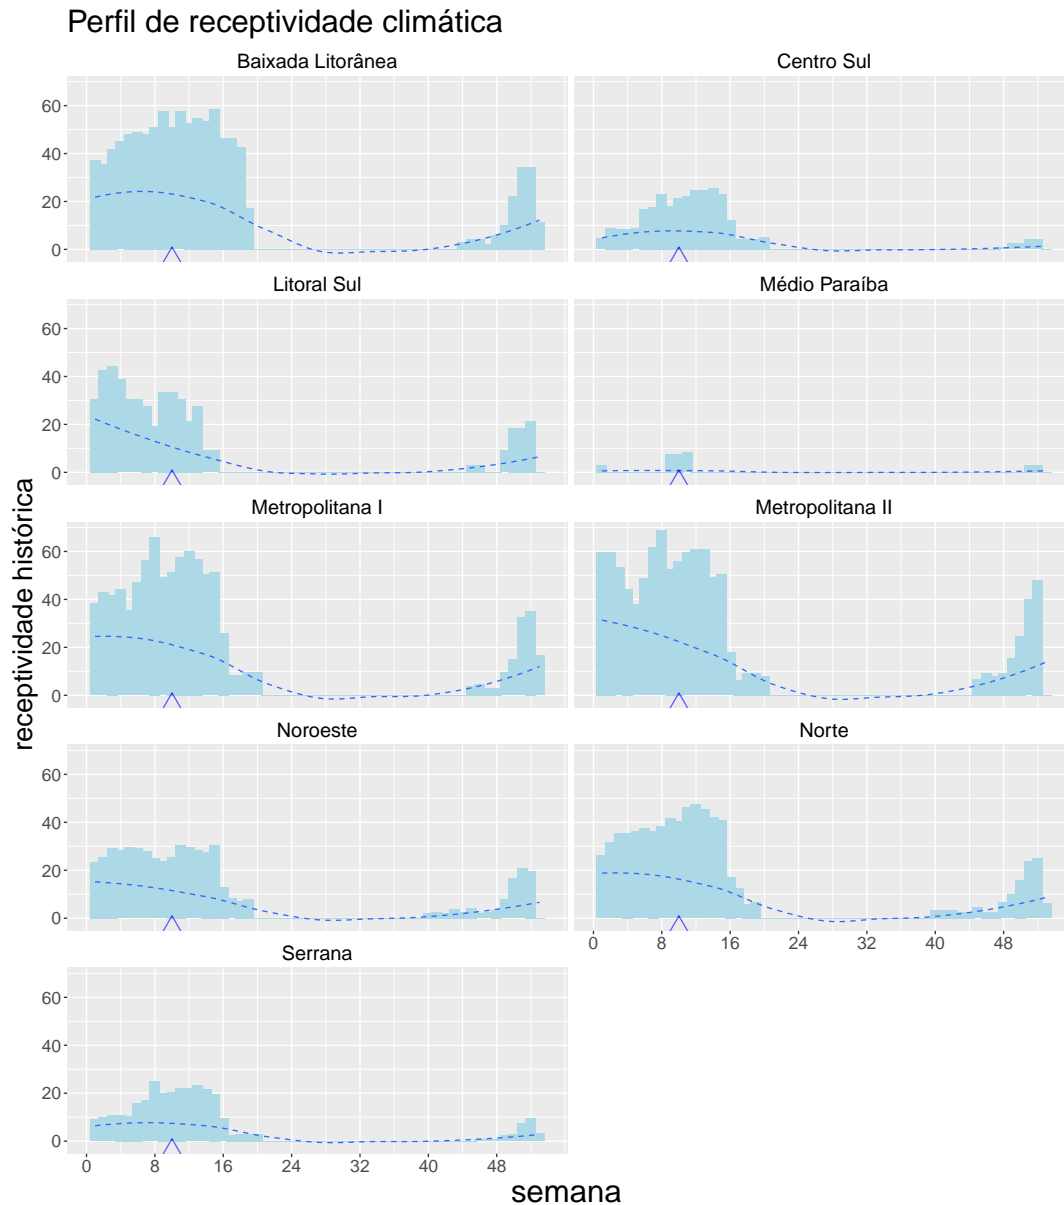 Perfil de receptividade climática
Baixada Litorânea
Centro Sul
60
40
20
0
Litoral Sul
Médio Paraíba
60
40
20
0
Metropolitana I
Metropolitana II
60
40
20
0
receptividade histórica
Noroeste
Norte
60
40
20
0
0 8 16 24 32 40 48
Serrana
60
40
20
0
0 8 16 24 32 40 48
semana